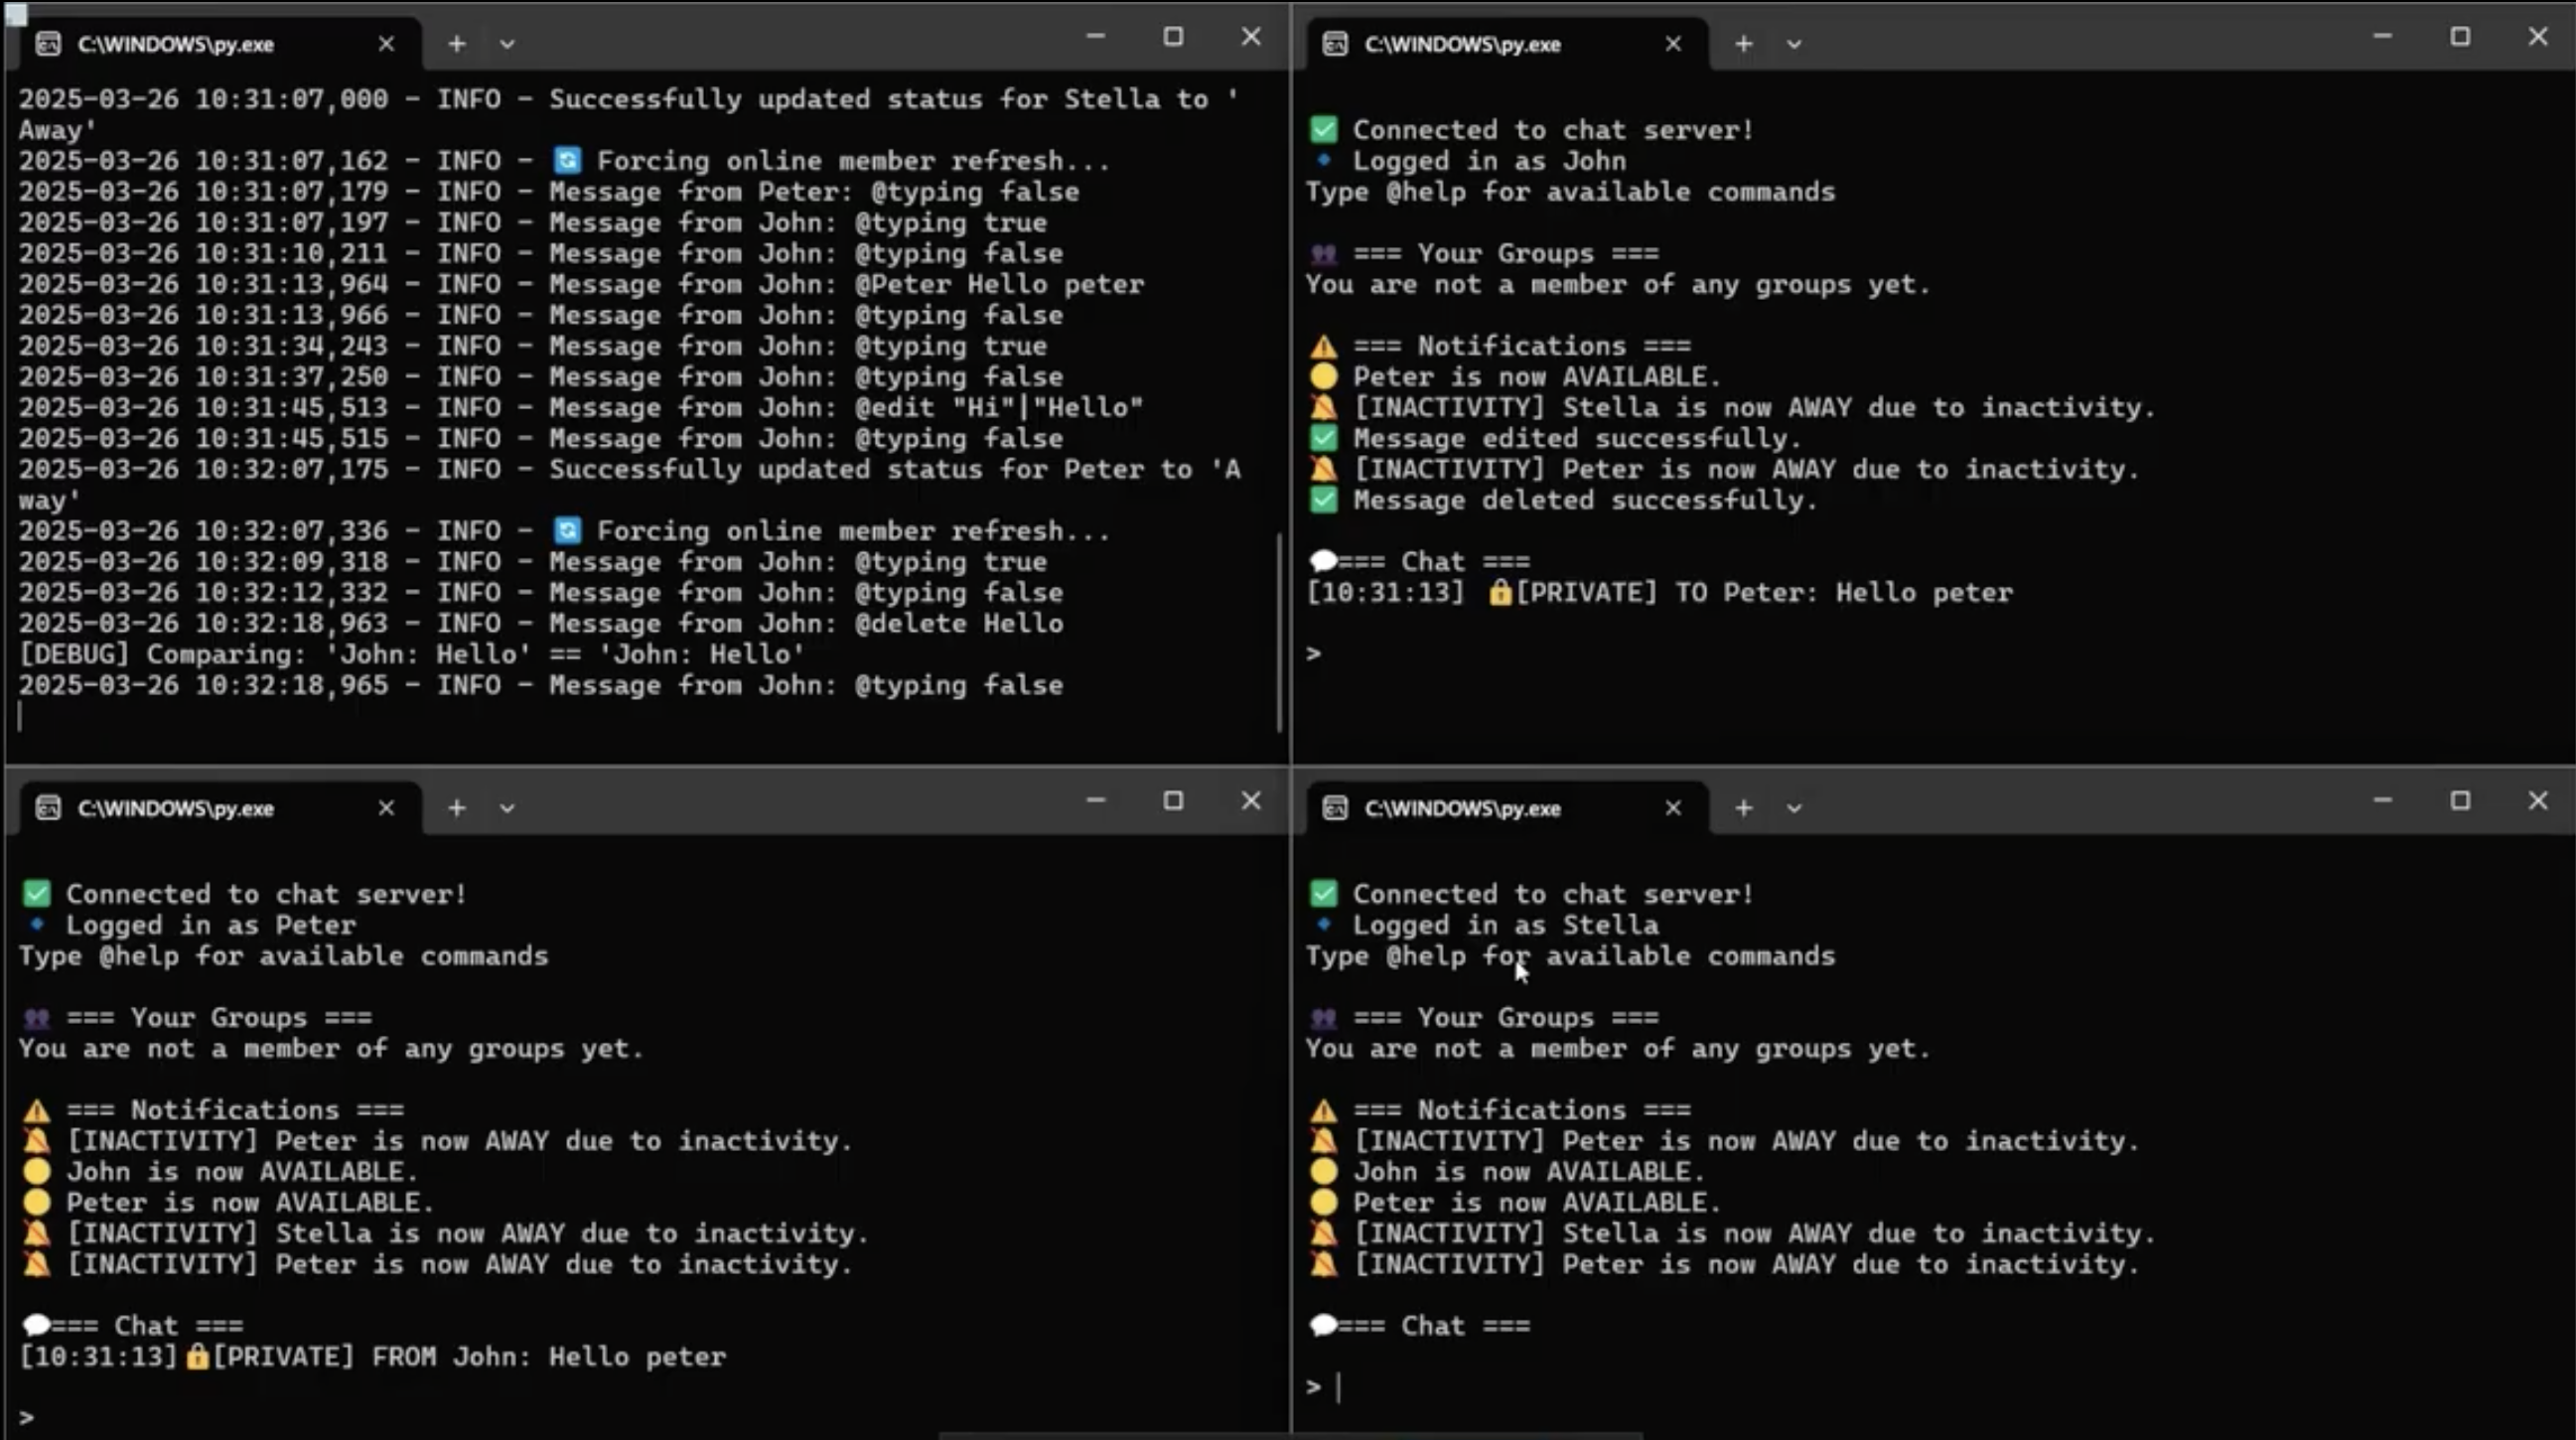 C:\WINDOWS\py.exe
2025-03-26 10:31:07,000 - INFO - Successfully updated status for Stella to '
Away'
2025-03-26 10:31:07,162 - INFO - 🔄 Forcing online member refresh...
2025-03-26 10:31:07,179 - INFO - Message from Peter: @typing false
2025-03-26 10:31:07,197 - INFO - Message from John: @typing true
2025-03-26 10:31:10,211 - INFO - Message from John: @typing false
2025-03-26 10:31:13,964 - INFO - Message from John: @Peter Hello peter
2025-03-26 10:31:13,966 - INFO - Message from John: @typing false
2025-03-26 10:31:34,243 - INFO - Message from John: @typing true
2025-03-26 10:31:37,250 - INFO - Message from John: @typing false
2025-03-26 10:31:45,513 - INFO - Message from John: @edit "Hi"|"Hello"
2025-03-26 10:31:45,515 - INFO - Message from John: @typing false
2025-03-26 10:32:07,175 - INFO - Successfully updated status for Peter to 'A
way'
2025-03-26 10:32:07,336 - INFO - 🔄 Forcing online member refresh...
2025-03-26 10:32:09,318 - INFO - Message from John: @typing true
2025-03-26 10:32:12,332 - INFO - Message from John: @typing false
2025-03-26 10:32:18,963 - INFO - Message from John: @delete Hello
[DEBUG] Comparing: 'John: Hello' == 'John: Hello'
2025-03-26 10:32:18,965 - INFO - Message from John: @typing false
C:\WINDOWS\py.exe
✅ Connected to chat server!
🔹 Logged in as John
Type @help for available commands
👥 === Your Groups ===
You are not a member of any groups yet.
⚠️ === Notifications ===
🟡 Peter is now AVAILABLE.
🔕 [INACTIVITY] Stella is now AWAY due to inactivity.
✅ Message edited successfully.
🔕 [INACTIVITY] Peter is now AWAY due to inactivity.
✅ Message deleted successfully.
💬=== Chat ===
[10:31:13] 🔒[PRIVATE] TO Peter: Hello peter
>
C:\WINDOWS\py.exe
✅ Connected to chat server!
🔹 Logged in as Peter
Type @help for available commands
👥 === Your Groups ===
You are not a member of any groups yet.
⚠️ === Notifications ===
🔕 [INACTIVITY] Peter is now AWAY due to inactivity.
🟡 John is now AVAILABLE.
🟡 Peter is now AVAILABLE.
🔕 [INACTIVITY] Stella is now AWAY due to inactivity.
🔕 [INACTIVITY] Peter is now AWAY due to inactivity.
💬=== Chat ===
[10:31:13]🔒[PRIVATE] FROM John: Hello peter
>
C:\WINDOWS\py.exe
✅ Connected to chat server!
🔹 Logged in as Stella
Type @help for available commands
👥 === Your Groups ===
You are not a member of any groups yet.
⚠️ === Notifications ===
🔕 [INACTIVITY] Peter is now AWAY due to inactivity.
🟡 John is now AVAILABLE.
🟡 Peter is now AVAILABLE.
🔕 [INACTIVITY] Stella is now AWAY due to inactivity.
🔕 [INACTIVITY] Peter is now AWAY due to inactivity.
💬=== Chat ===
>